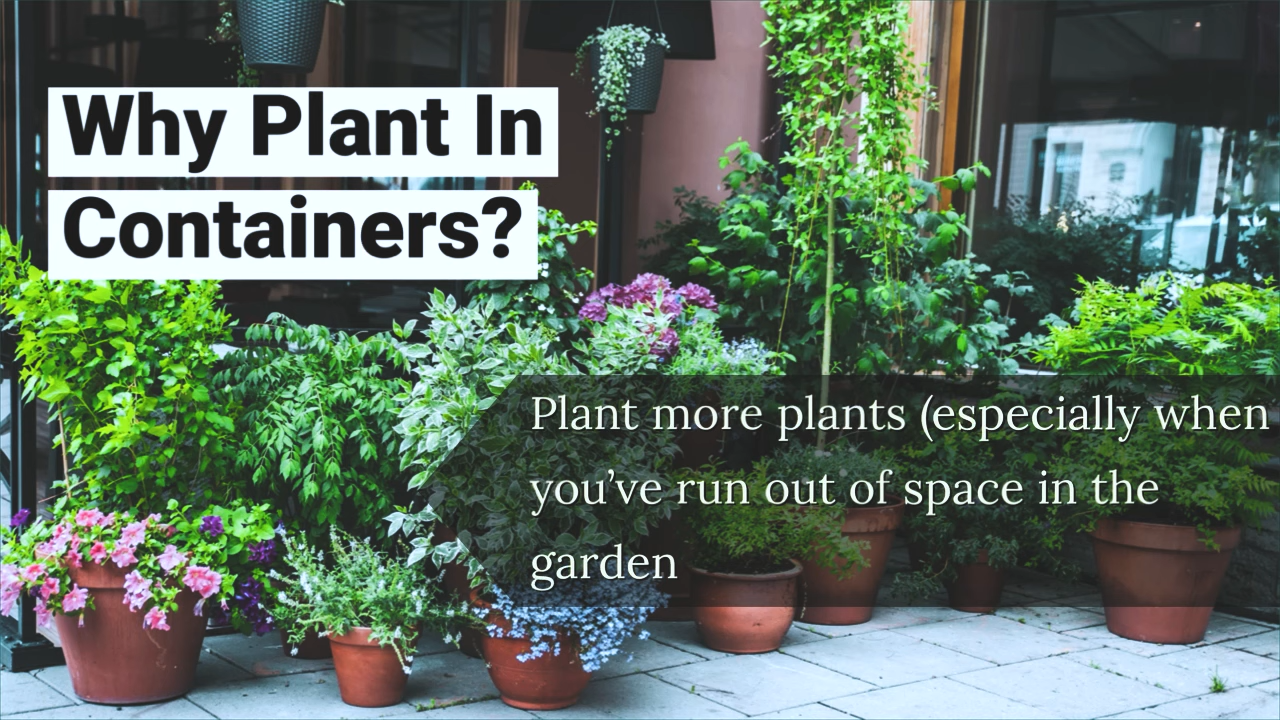 Why Plant In
Containers?
Plant more plants (especially when
you’ve run out of space in the
garden